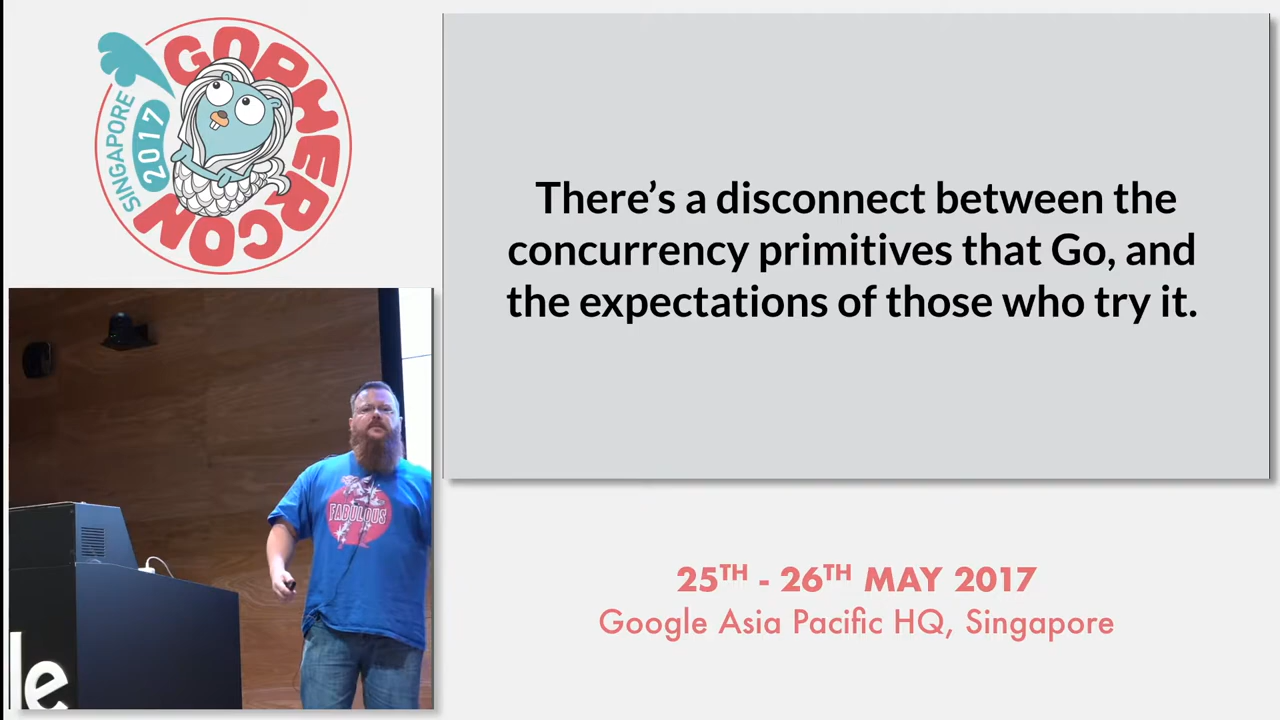 GOPHERCON
SINGAPORE
2017
There's a disconnect between the
concurrency primitives that Go, and
the expectations of those who try it.
FABULOUS
le
25TH - 26TH MAY 2017
Google Asia Pacific HQ, Singapore